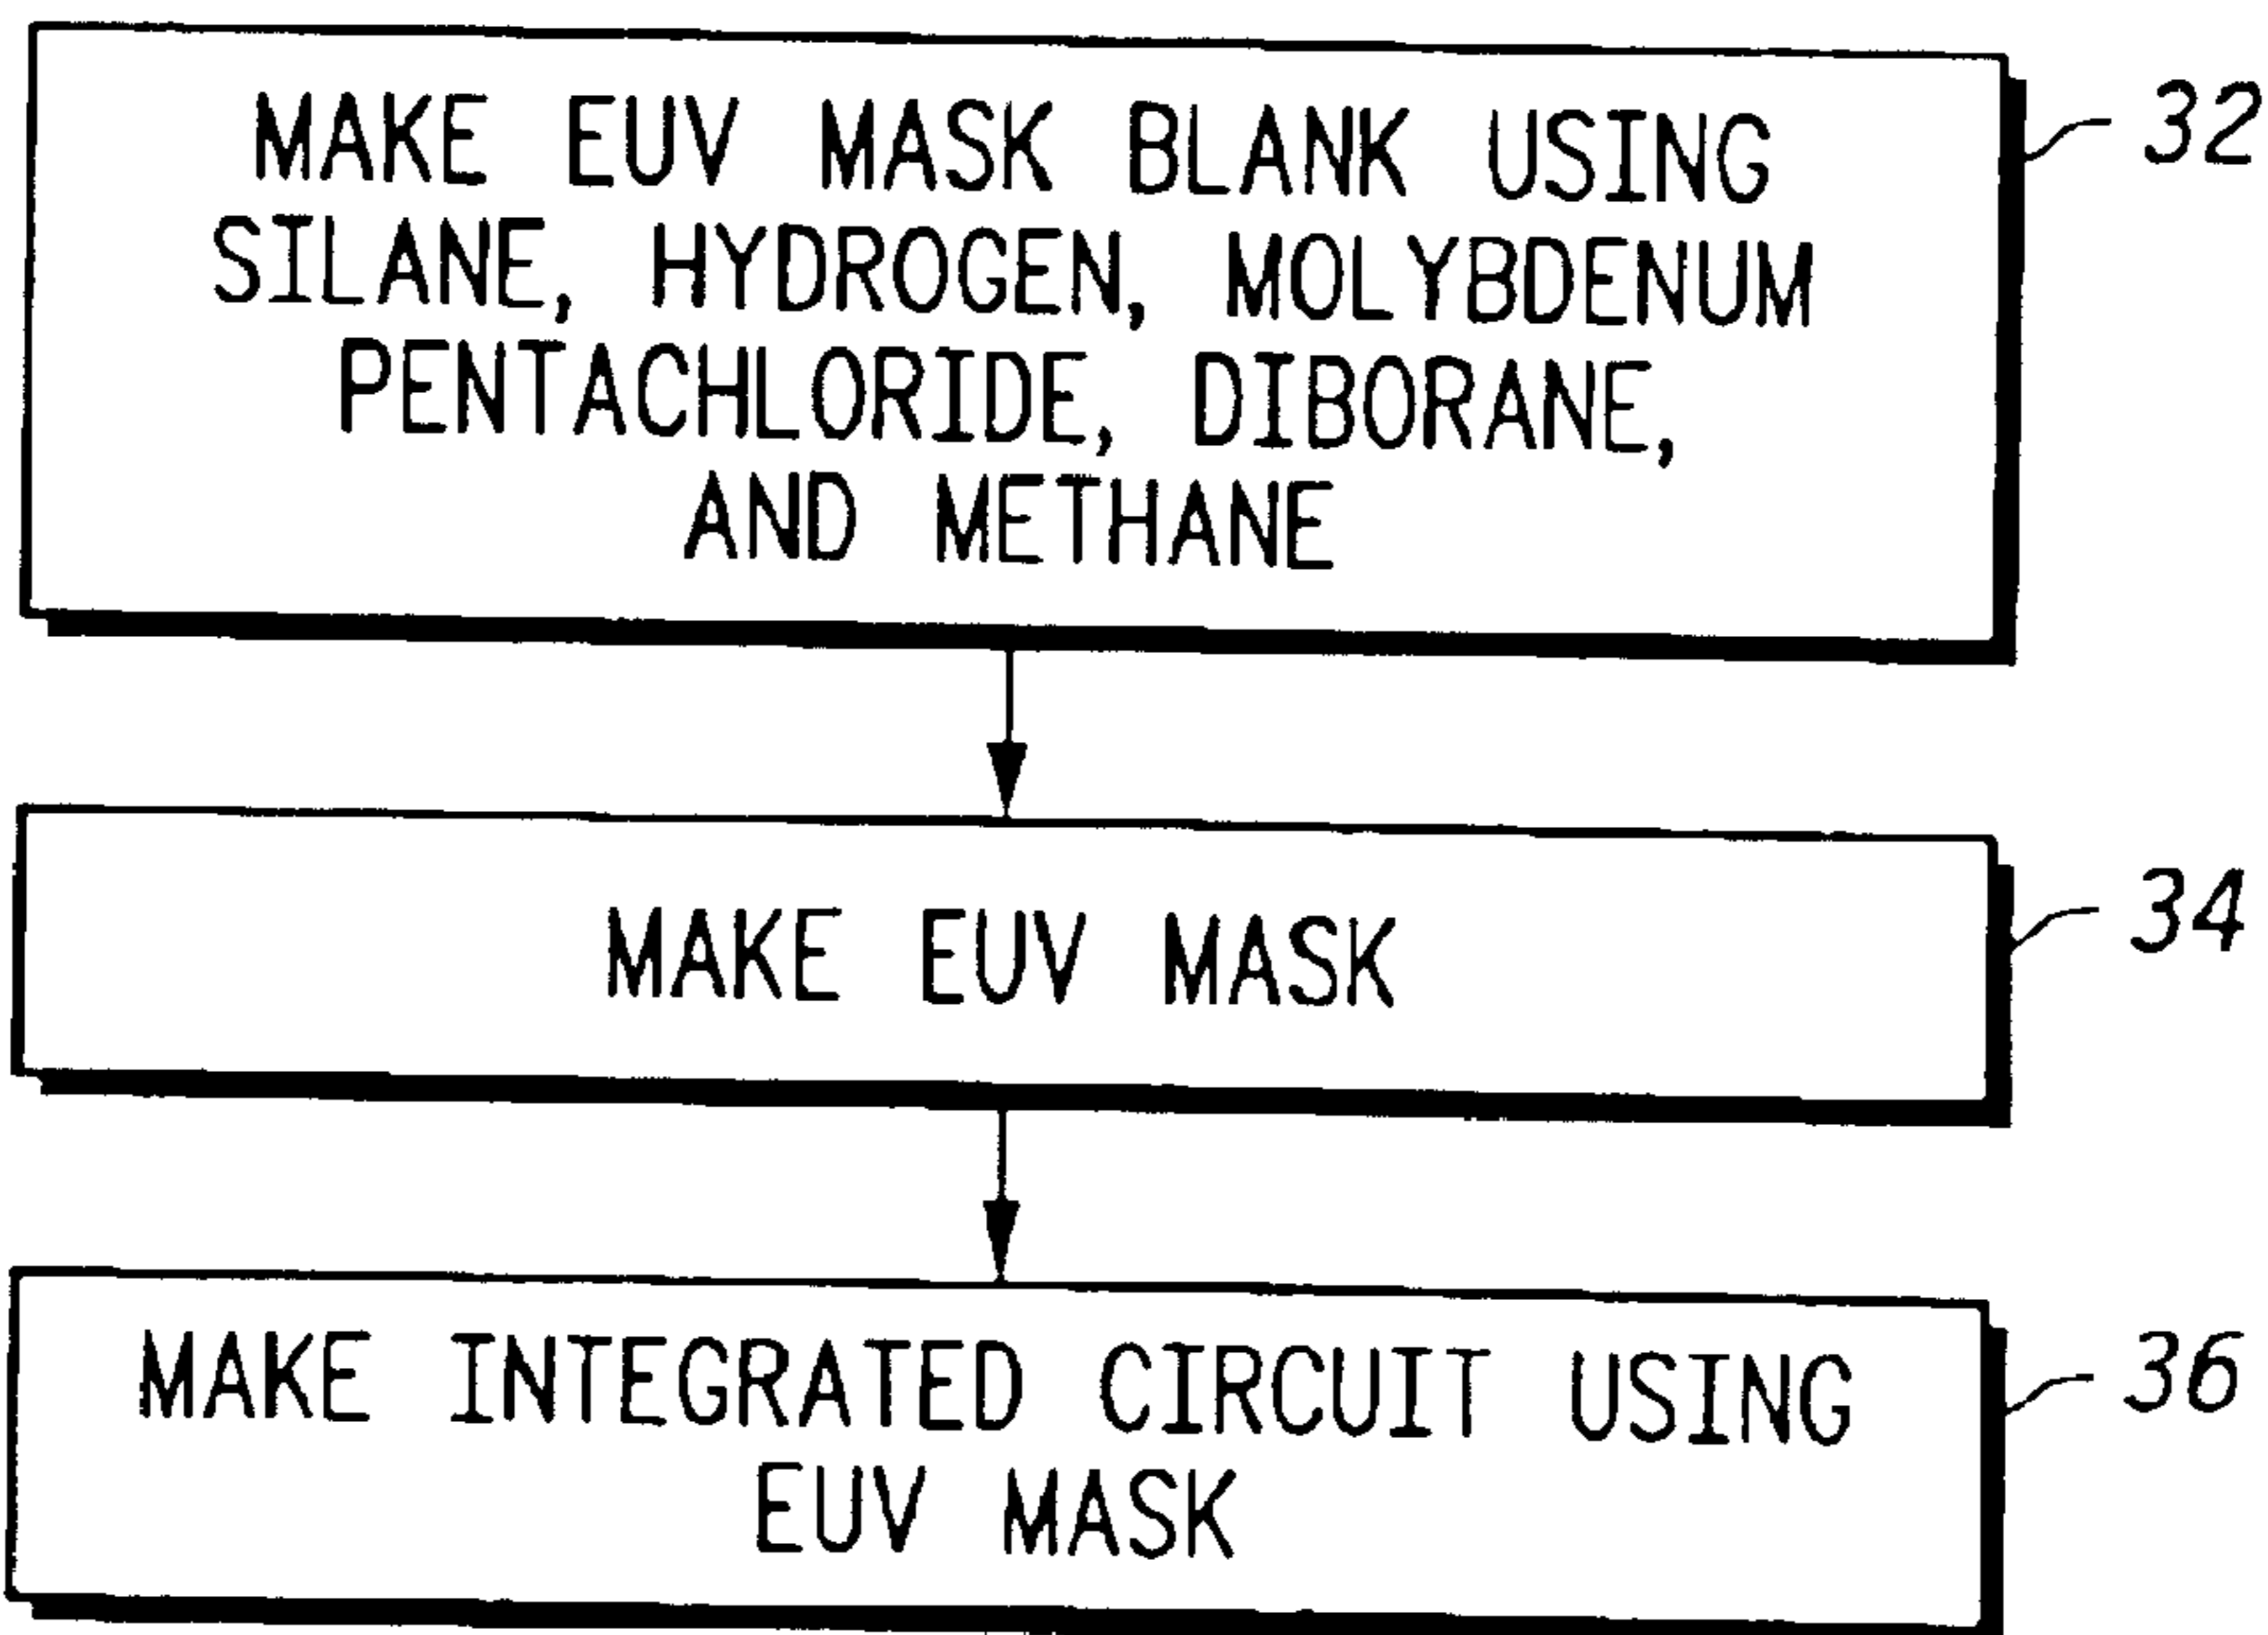 MAKE EUV MASK BLANK USING
SILANE, HYDROGEN, MOLYBDENUM
PENTACHLORIDE, DIBORANE,
AND METHANE
32
MAKE EUV MASK
34
MAKE INTEGRATED CIRCUIT USING
EUV MASK
36